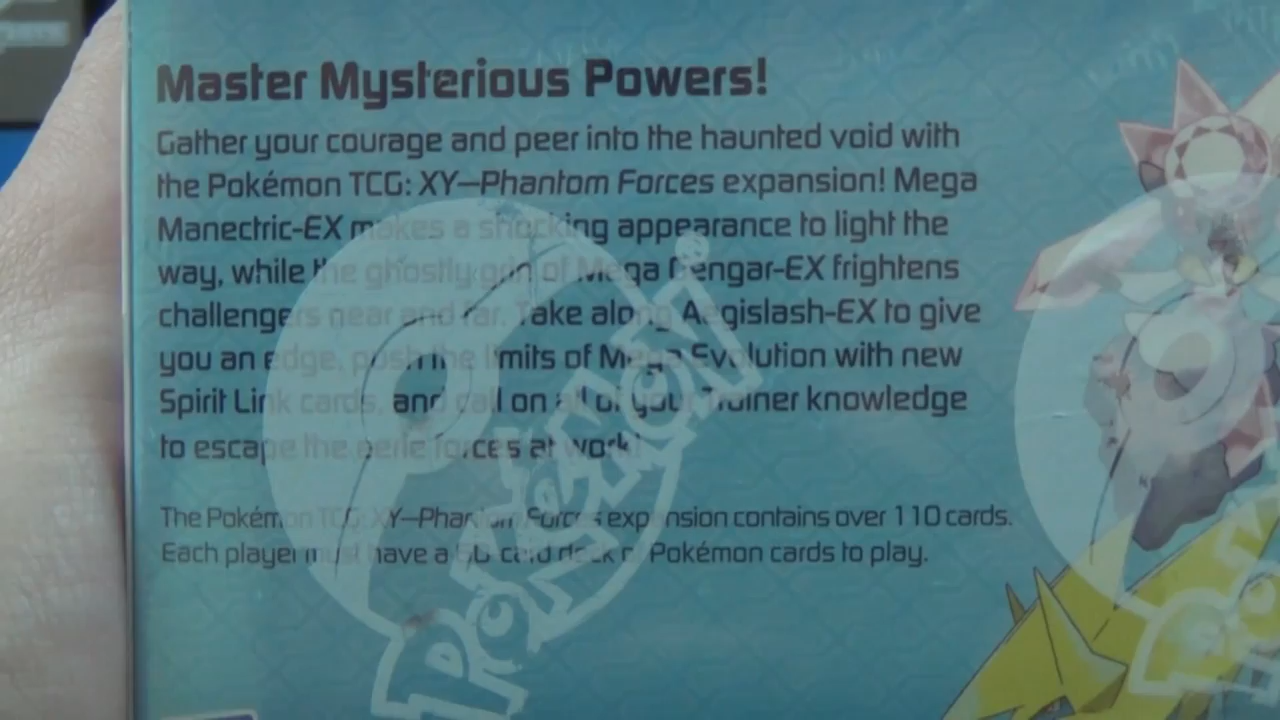 Master Mysterious Powers!
Gather your courage and peer into the haunted void with
the Pokémon TCG: XY—Phantom Forces expansion! Mega
Manectric-EX makes a shocking appearance to light the
way, while the ghostly grin of Mega Gengar-EX frightens
challengers near and far. Take along Aegislash-EX to give
you an edge, push the limits of Mega Evolution with new
Spirit Link cards, and call on all of your Trainer knowledge
to escape the eerie forces at work!
The Pokémon TCG: XY—Phantom Forces expansion contains over 110 cards.
Each player must have a 60-card deck of Pokémon cards to play.
Pokémon
Pokémon